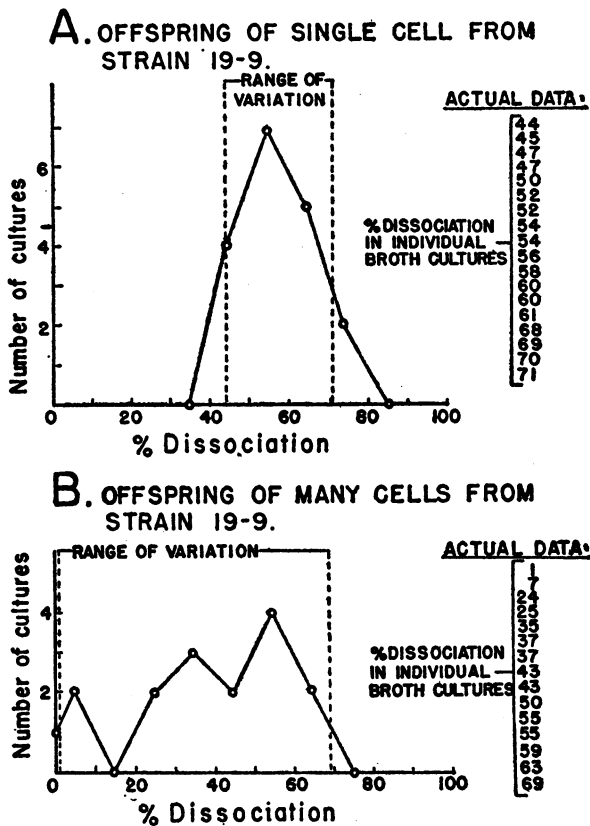 A. OFFSPRING OF SINGLE CELL FROM
STRAIN 19-9.
RANGE OF
VARIATION
ACTUAL DATA:
44
45
47
47
50
52
52
54
54
56
58
60
60
61
68
69
70
71
%DISSOCIATION
IN INDIVIDUAL
BROTH CULTURES
Number of cultures
6
4
2
0 20 40 60 80 100
% Dissociation
B. OFFSPRING OF MANY CELLS FROM
STRAIN 19-9.
RANGE OF VARIATION
ACTUAL DATA:
1
7
24
25
35
37
37
43
43
50
55
55
59
63
69
%DISSOCIATION
IN INDIVIDUAL
BROTH CULTURES
Number of cultures
4
2
0 20 40 60 80 100
% Dissociation